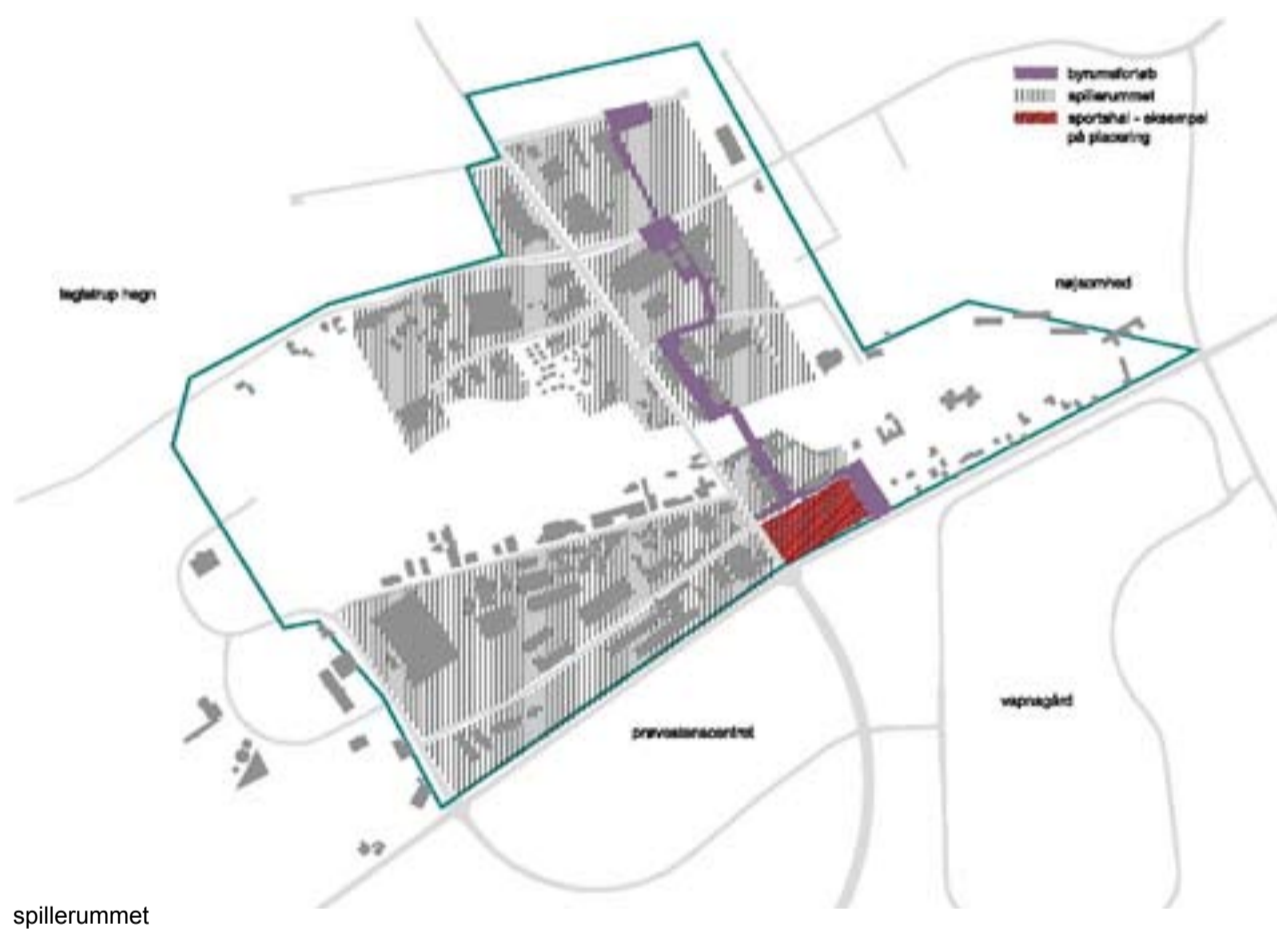 byrumsforløb
spillerummet
sportshal - eksempel
på placering
nøjsomhed
teglstrup hegn
vapnagård
prøvestenscentret
spillerummet